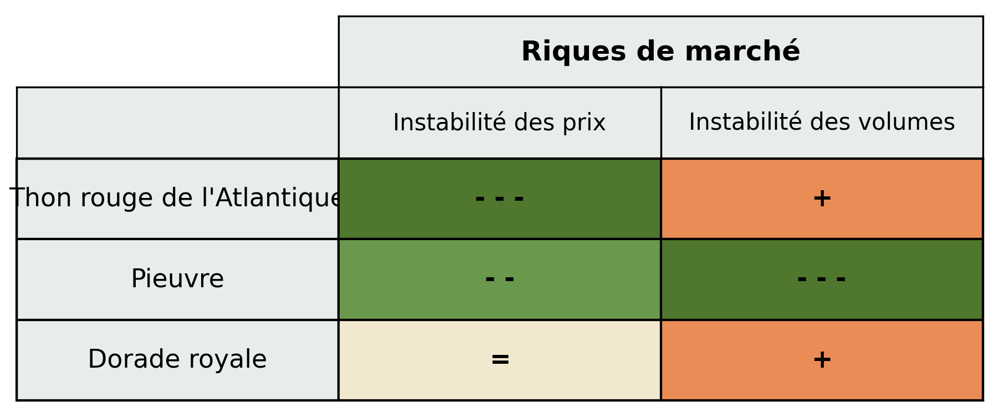 Riques de marché
Instabilité des prix Instabilité des volumes
Thon rouge de l'Atlantique - - - +
Pieuvre - - - - -
Dorade royale = +